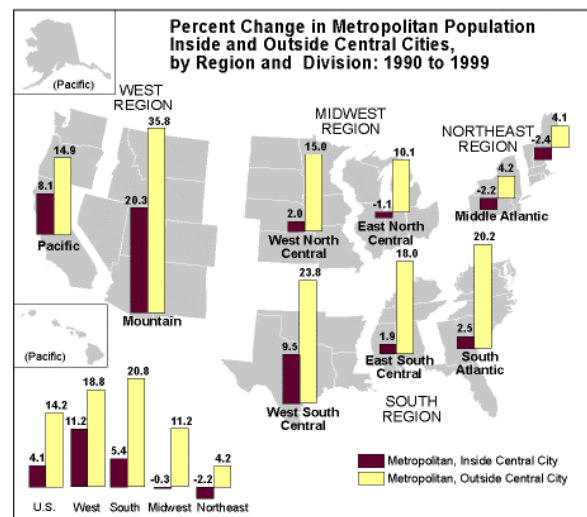 Percent Change in Metropolitan Population
Inside and Outside Central Cities,
by Region and Division: 1990 to 1999
(Pacific)
WEST
REGION
35.8
14.9
8.1
20.3
Pacific
Mountain
MIDWEST
REGION
15.0
2.0
West North
Central
10.1
-1.1
East North
Central
NORTHEAST
REGION
4.1
-2.4
4.2
-2.2
Middle Atlantic
23.8
9.5
West South
Central
18.0
1.9
East South
Central
20.2
2.5
South
Atlantic
SOUTH
REGION
(Pacific)
14.2
4.1
U.S.
18.8
11.2
West
20.8
5.4
South
11.2
-0.3
Midwest
4.2
-2.2
Northeast
Metropolitan, Inside Central City
Metropolitan, Outside Central City